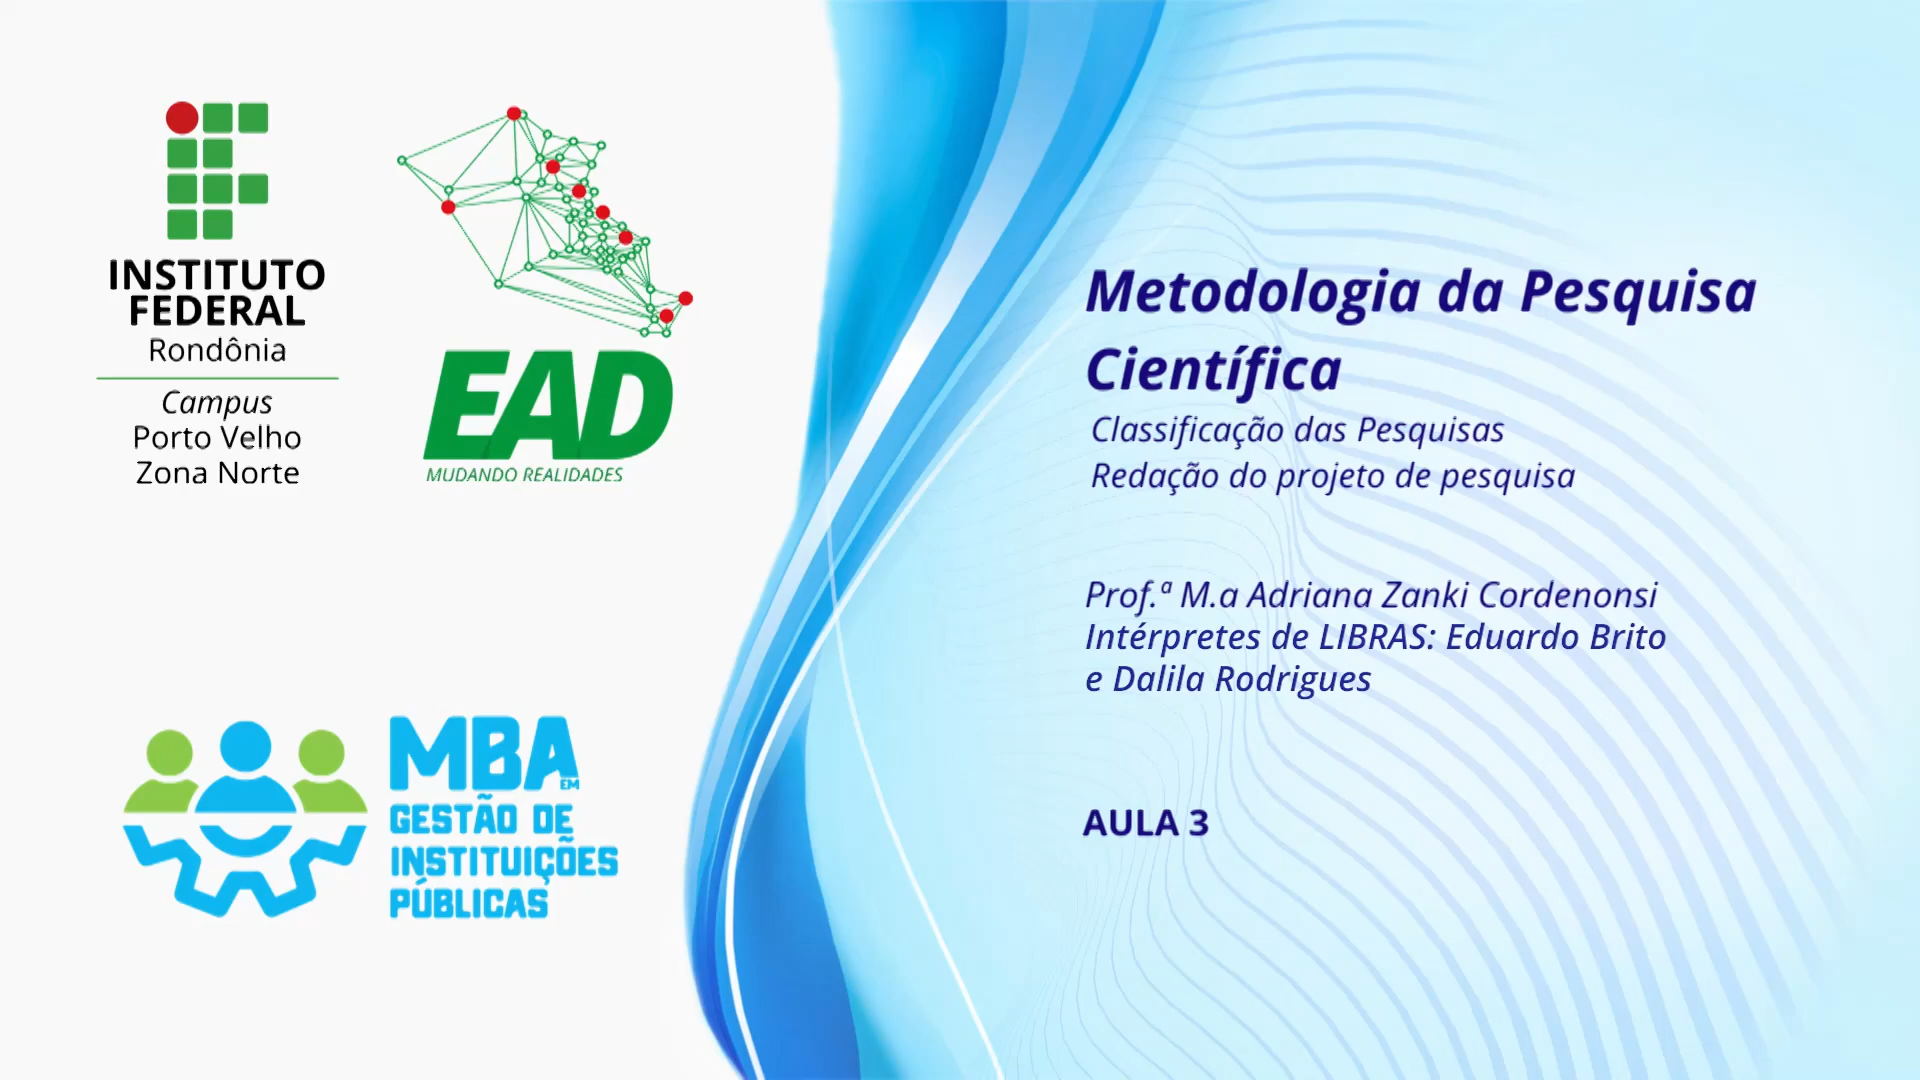 INSTITUTO
FEDERAL
Rondônia
Campus
Porto Velho
Zona Norte
EAD
MUDANDO REALIDADES
MBA
EM
GESTÃO DE
INSTITUIÇÕES
PÚBLICAS
Metodologia da Pesquisa
Científica
Classificação das Pesquisas
Redação do projeto de pesquisa
Prof.ª M.a Adriana Zanki Cordenonsi
Intérpretes de LIBRAS: Eduardo Brito
e Dalila Rodrigues
AULA 3